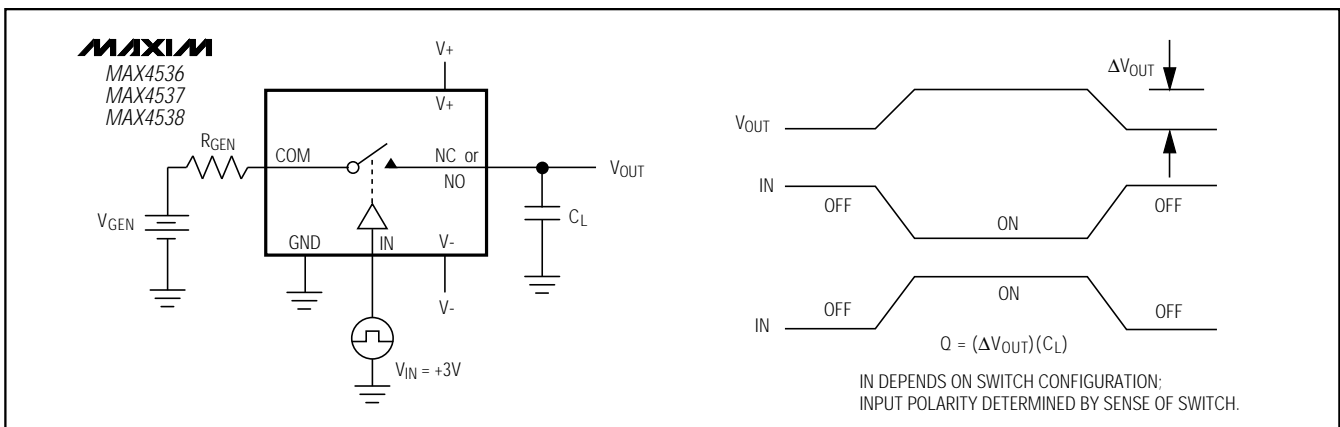 MAXIM
MAX4536
MAX4537
MAX4538
V+
V+
RGEN
COM
NC or
NO
VOUT
VGEN
CL
GND
IN
V-
V-
VIN = +3V
ΔVOUT
VOUT
IN
OFF
ON
OFF
IN
OFF
ON
OFF
Q = (ΔVOUT)(CL)
IN DEPENDS ON SWITCH CONFIGURATION;
INPUT POLARITY DETERMINED BY SENSE OF SWITCH.